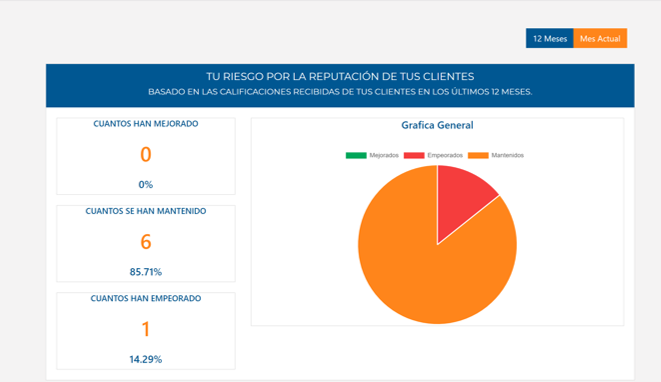 12 Meses Mes Actual
TU RIESGO POR LA REPUTACIÓN DE TUS CLIENTES
BASADO EN LAS CALIFICACIONES RECIBIDAS DE TUS CLIENTES EN LOS ÚLTIMOS 12 MESES.
CUANTOS HAN MEJORADO
0
0%
CUANTOS SE HAN MANTENIDO
6
85.71%
CUANTOS HAN EMPEORADO
1
14.29%
Grafica General
Mejorados Empeorados Mantenidos